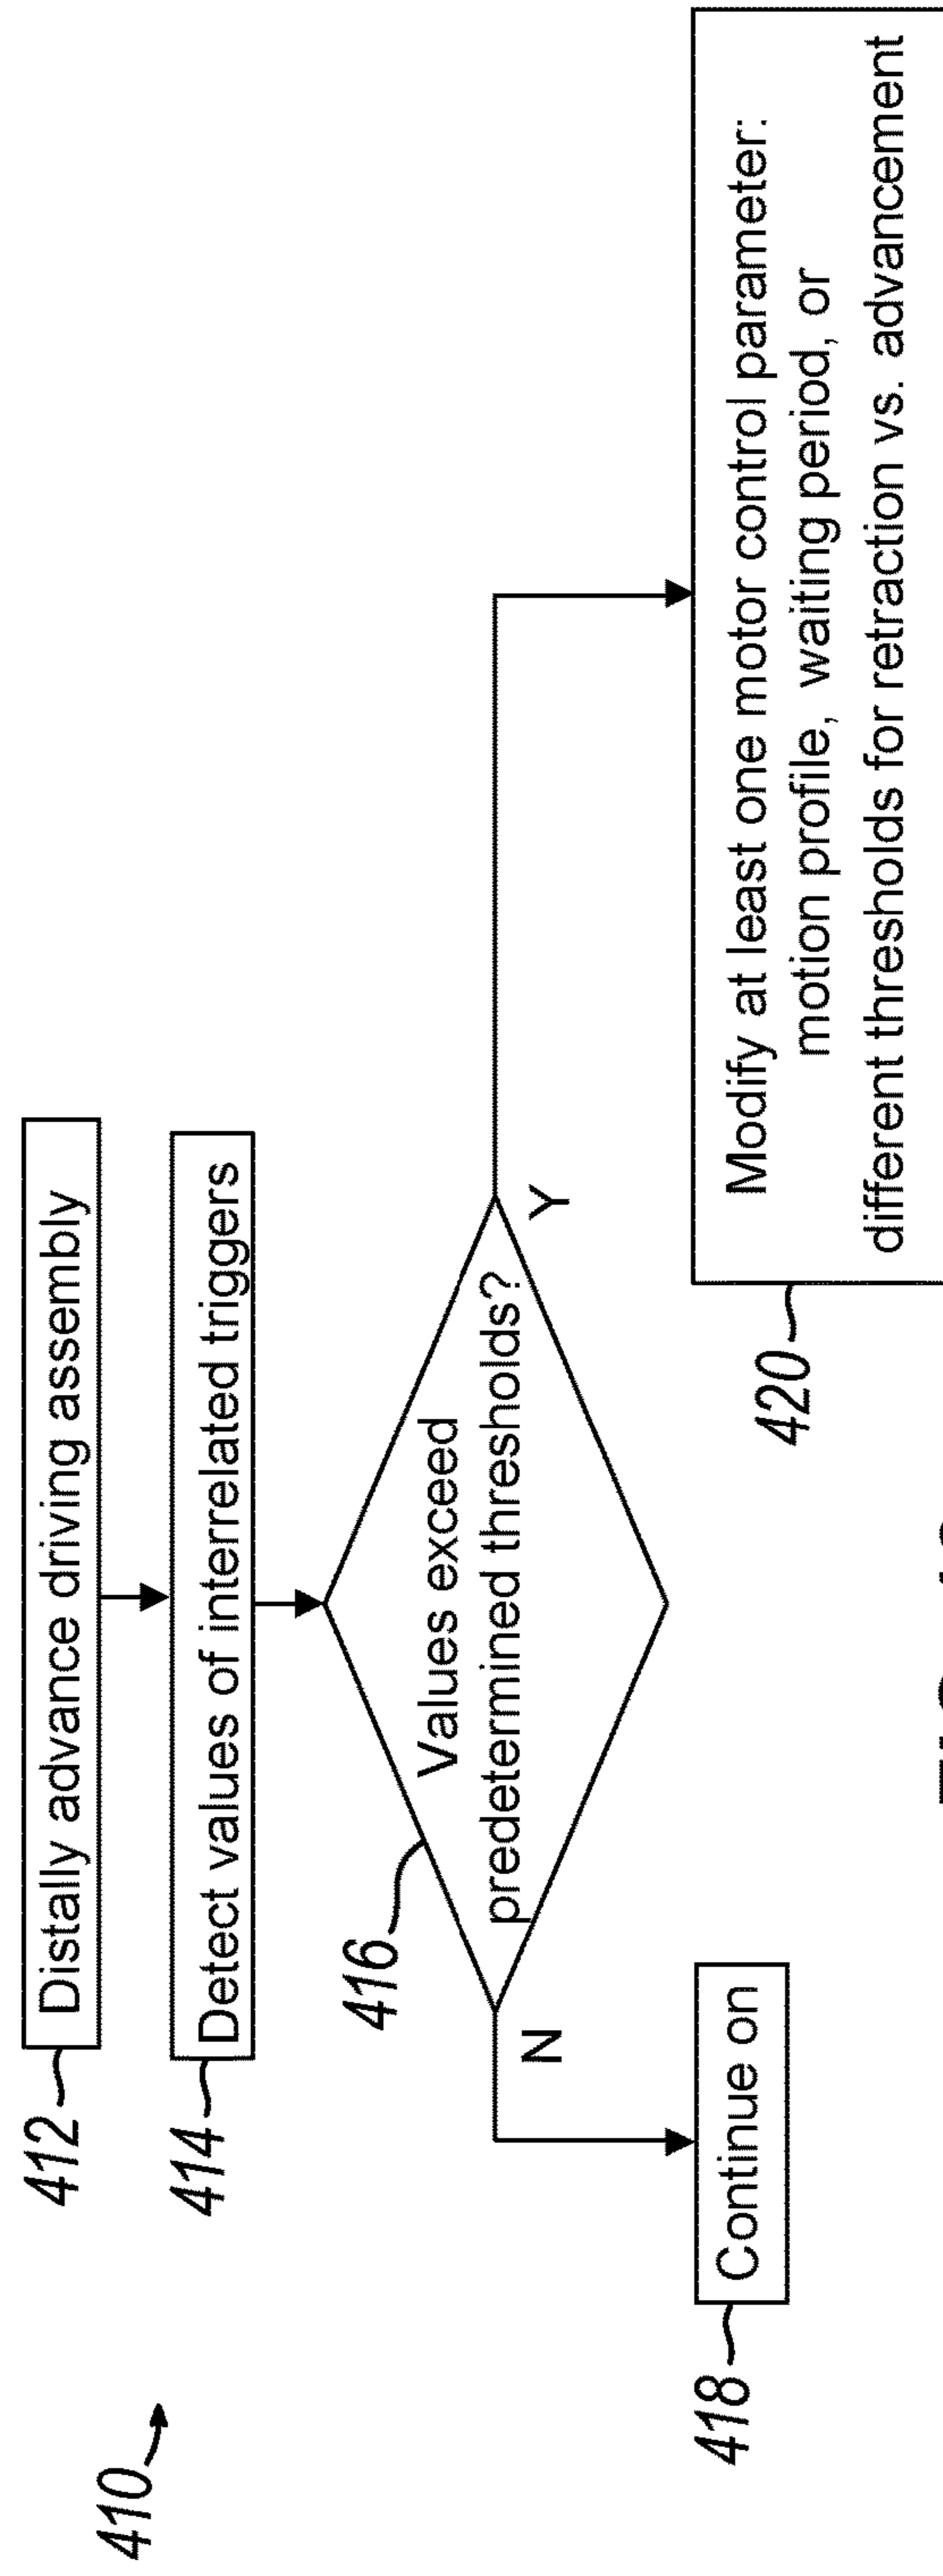 410
412
Distally advance driving assembly
414
Detect values of interrelated triggers
416
Values exceed
predetermined thresholds?
N
Y
418
Continue on
420
Modify at least one motor control parameter:
motion profile, waiting period, or
different thresholds for retraction vs. advancement